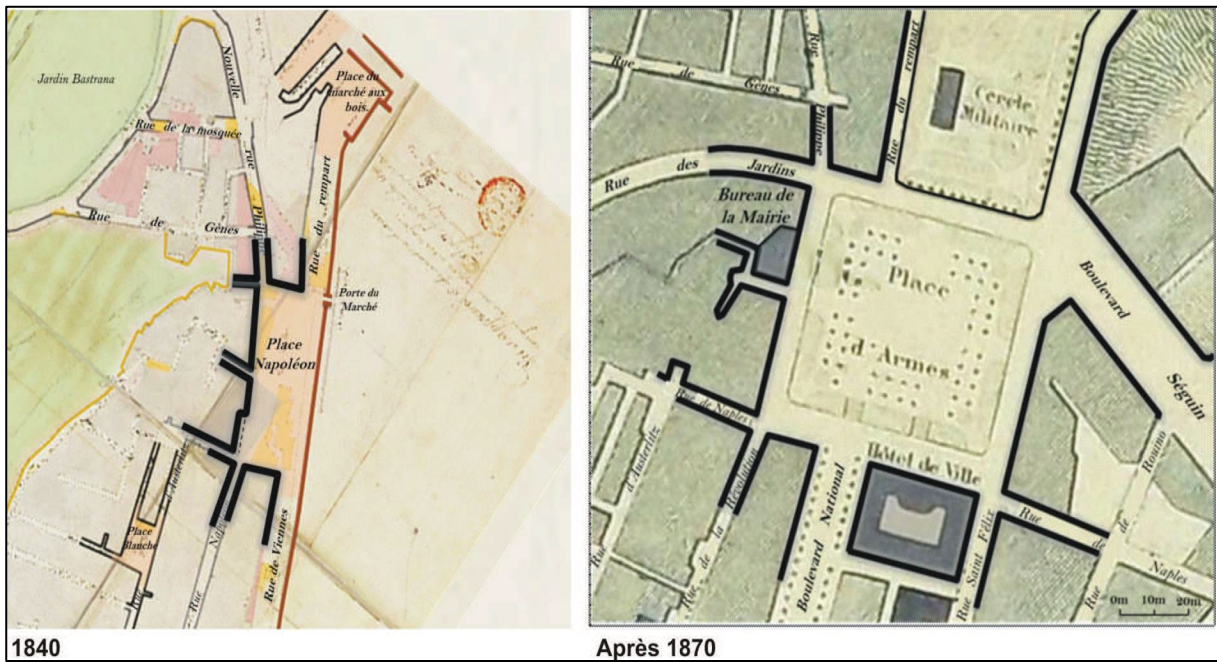 Jardin Bastrana
Nouvelle
rue
Philippe
Place du
marché aux
bois.
Rue de la mosquée
Rue de Gênes
Rue du rempart
Porte du
Marché
Place
Napoléon
Place
Blanche
Rue d'Austerlitz
Rue
Rue de Viennes
1840
Rue de Gênes
Rue
Philippe
Rue du rempart
Cercle
Militaire
Rue des Jardins
Bureau de
la Mairie
Place
d'Armes
Boulevard
Séguin
Rue de Naples
Rue d'Austerlitz
Rue de la Révolution
Boulevard National
Hôtel de Ville
Rue Saint Félix
Rue de
Naples
Rue de
0m 10m 20m
Après 1870